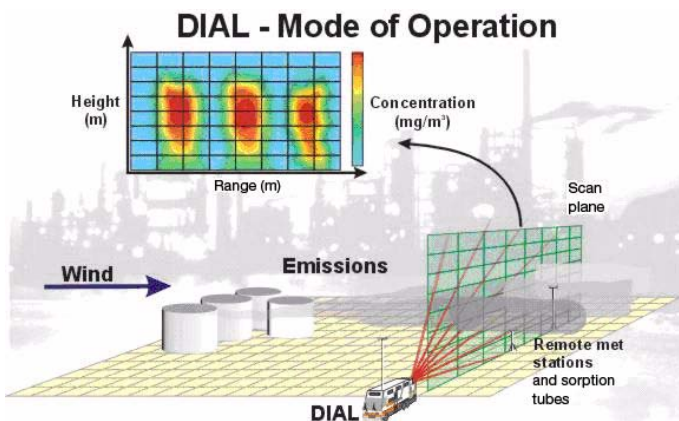 DIAL - Mode of Operation
Height
(m)
Concentration
(mg/m³)
Range (m)
Scan
plane
Emissions
Wind
Remote met
stations
and sorption
tubes
DIAL